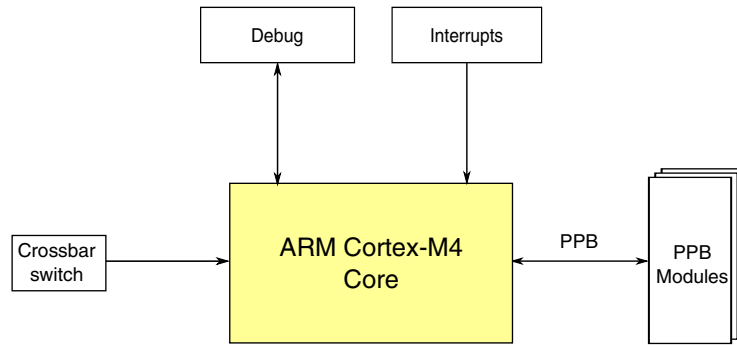 Debug
Interrupts
ARM Cortex-M4
Core
Crossbar
switch
PPB
PPB
Modules